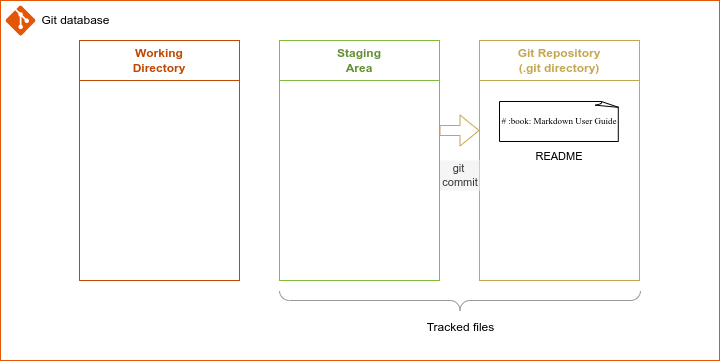 Git database
Working
Directory
Staging
Area
Git Repository
(.git directory)
# :book: Markdown User Guide
README
git
commit
Tracked files